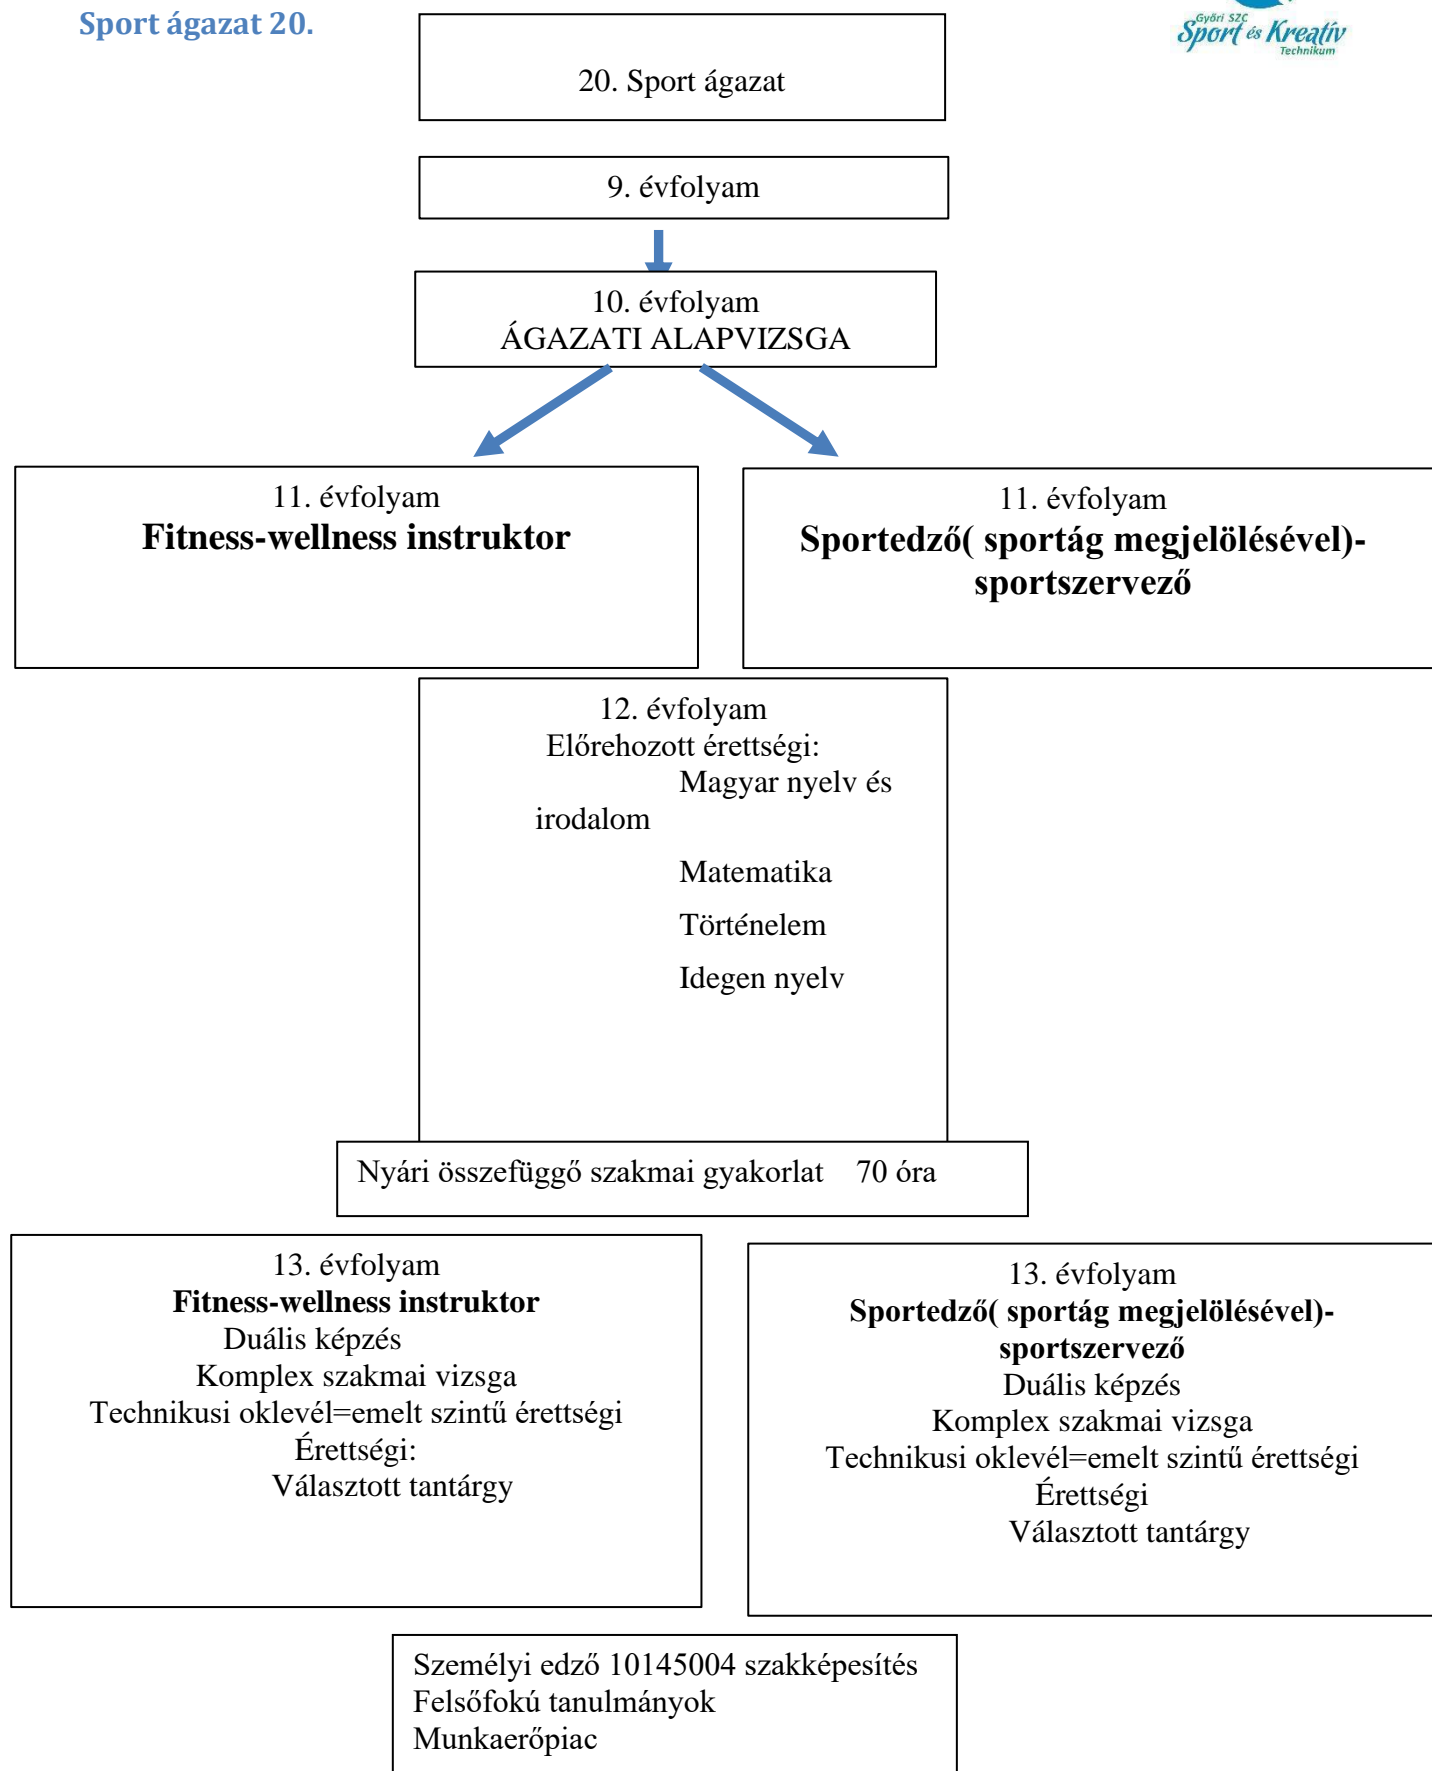 Sport ágazat 20.
Győri SZC
Sport és Kreatív
Technikum
20. Sport ágazat
9. évfolyam
10. évfolyam
ÁGAZATI ALAPVIZSGA
11. évfolyam
Fitness-wellness instruktor
11. évfolyam
Sportedző( sportág megjelölésével)-
sportszervező
12. évfolyam
Előrehozott érettségi:
Magyar nyelv és
irodalom
Matematika
Történelem
Idegen nyelv
Nyári összefüggő szakmai gyakorlat 70 óra
13. évfolyam
Fitness-wellness instruktor
Duális képzés
Komplex szakmai vizsga
Technikusi oklevél=emelt szintű érettségi
Érettségi:
Választott tantárgy
13. évfolyam
Sportedző( sportág megjelölésével)-
sportszervező
Duális képzés
Komplex szakmai vizsga
Technikusi oklevél=emelt szintű érettségi
Érettségi
Választott tantárgy
Személyi edző 10145004 szakképesítés
Felsőfokú tanulmányok
Munkaerőpiac